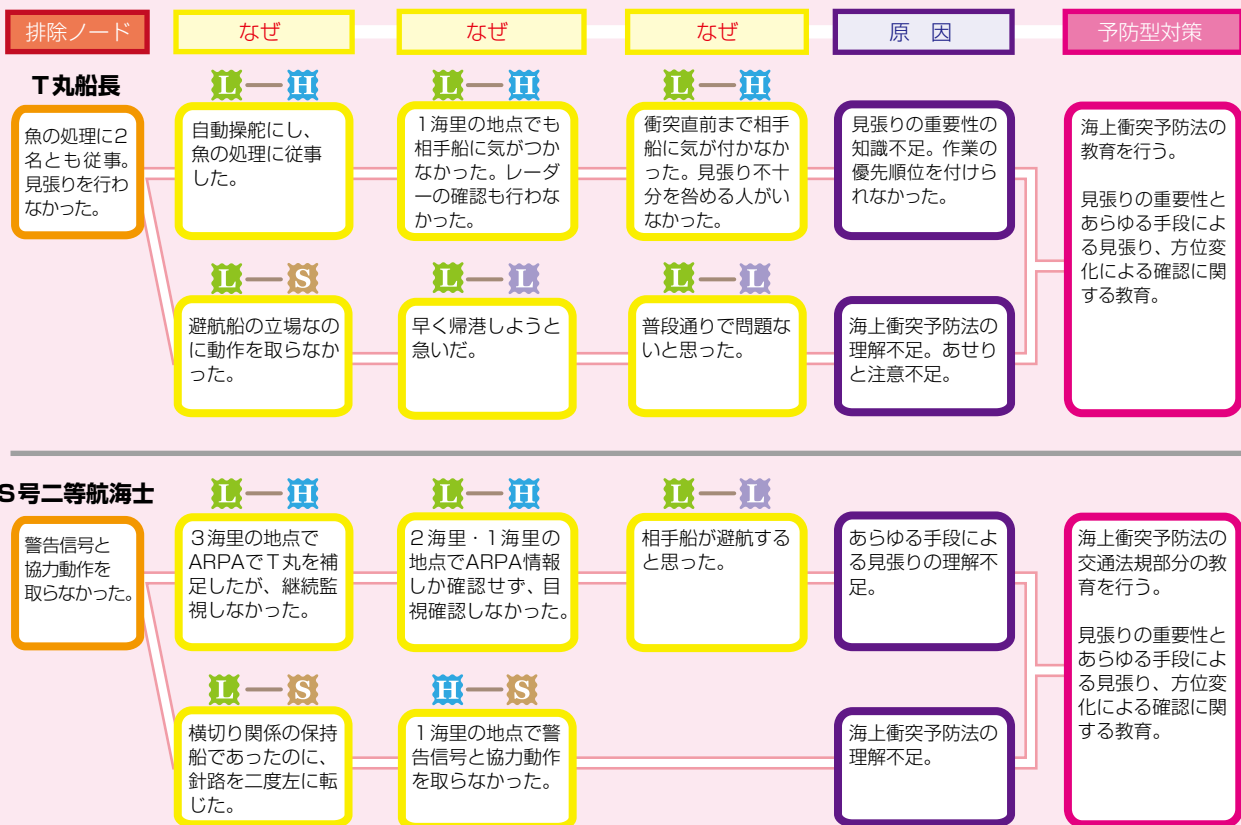 排除ノード
なぜ
なぜ
なぜ
原 因
予防型対策
T丸船長
魚の処理に2
名とも従事。
見張りを行わ
なかった。
L H
自動操舵にし、
魚の処理に従事
した。
L H
1海里の地点でも
相手船に気がつか
なかった。レーダ
ーの確認も行わな
かった。
L H
衝突直前まで相手
船に気が付かなか
った。見張り不十
分を咎める人がい
なかった。
見張りの重要性の
知識不足。作業の
優先順位を付けら
れなかった。
海上衝突予防法の
教育を行う。
見張りの重要性と
あらゆる手段によ
る見張り、方位変
化による確認に関
する教育。
L S
避航船の立場なの
に動作を取らなか
った。
L L
早く帰港しようと
急いだ。
L L
普段通りで問題な
いと思った。
海上衝突予防法の
理解不足。あせり
と注意不足。
S号二等航海士
警告信号と
協力動作を
取らなかった。
L H
3海里の地点で
ARPAでT丸を補
足したが、継続監
視しなかった。
L H
2海里・1海里の
地点でARPA情報
しか確認せず、目
視確認しなかった。
L L
相手船が避航する
と思った。
あらゆる手段によ
る見張りの理解不
足。
海上衝突予防法の
交通法規部分の教
育を行う。
見張りの重要性と
あらゆる手段によ
る見張り、方位変
化による確認に関
する教育。
L S
横切り関係の保持
船であったのに、
針路を二度左に転
じた。
H S
1海里の地点で警
告信号と協力動作
を取らなかった。
海上衝突予防法の
理解不足。